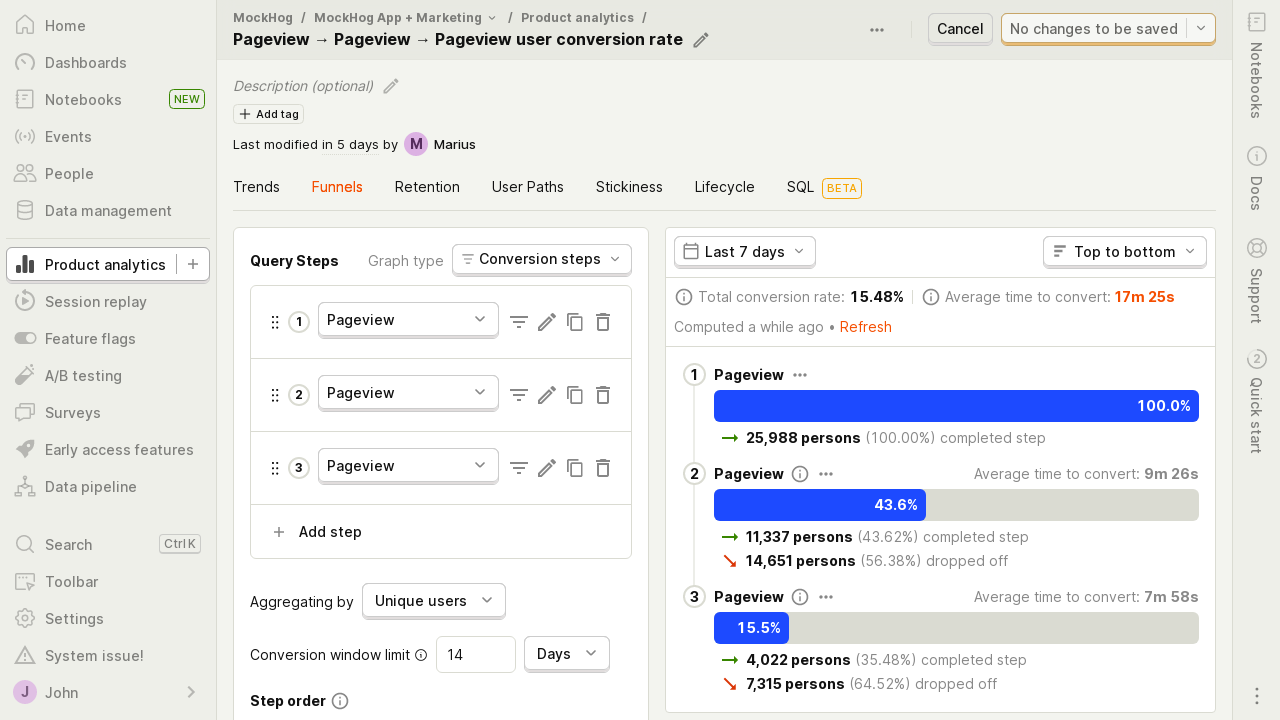 Home
Dashboards
Notebooks NEW
Events
People
Data management
Product analytics
Session replay
Feature flags
A/B testing
Surveys
Early access features
Data pipeline
Search Ctrl K
Toolbar
Settings
System issue!
J John
MockHog / MockHog App + Marketing / Product analytics /
Pageview → Pageview → Pageview user conversion rate
Cancel
No changes to be saved
Description (optional)
Add tag
Last modified in 5 days by M Marius
Trends Funnels Retention User Paths Stickiness Lifecycle SQL BETA
Query Steps Graph type Conversion steps
1 Pageview
2 Pageview
3 Pageview
Add step
Aggregating by Unique users
Conversion window limit 14 Days
Step order
Last 7 days Top to bottom
Total conversion rate: 15.48% Average time to convert: 17m 25s
Computed a while ago • Refresh
1 Pageview
100.0%
25,988 persons (100.00%) completed step
2 Pageview Average time to convert: 9m 26s
43.6%
11,337 persons (43.62%) completed step
14,651 persons (56.38%) dropped off
3 Pageview Average time to convert: 7m 58s
15.5%
4,022 persons (35.48%) completed step
7,315 persons (64.52%) dropped off
Notebooks
Docs
Support
2 Quick start